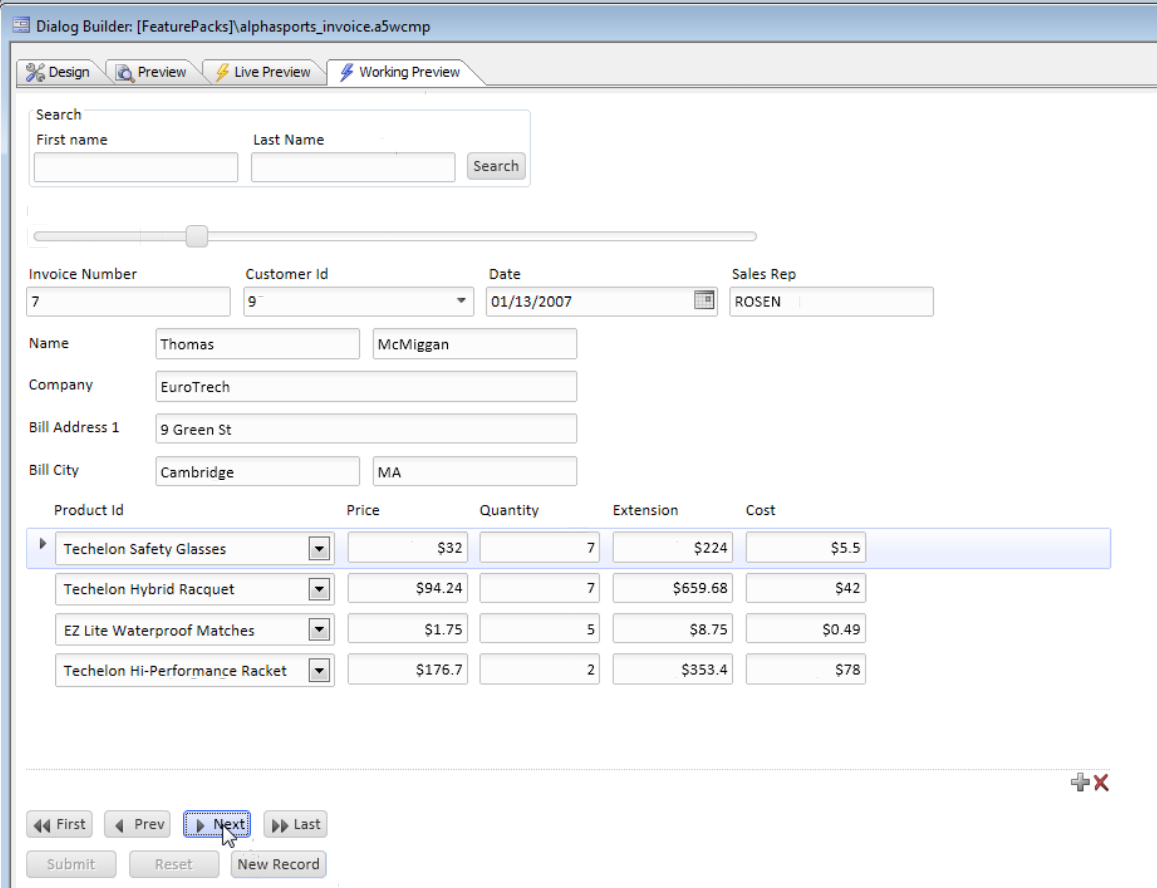 Dialog Builder: [FeaturePacks]\alphasports_invoice.a5wcmp
Design Preview Live Preview Working Preview
Search
First name Last Name
Search
Invoice Number Customer Id Date Sales Rep
7 9 01/13/2007 ROSEN
Name Thomas McMiggan
Company EuroTrech
Bill Address 1 9 Green St
Bill City Cambridge MA
Product Id Price Quantity Extension Cost
Techelon Safety Glasses $32 7 $224 $5.5
Techelon Hybrid Racquet $94.24 7 $659.68 $42
EZ Lite Waterproof Matches $1.75 5 $8.75 $0.49
Techelon Hi-Performance Racket $176.7 2 $353.4 $78
First Prev Next Last
Submit Reset New Record